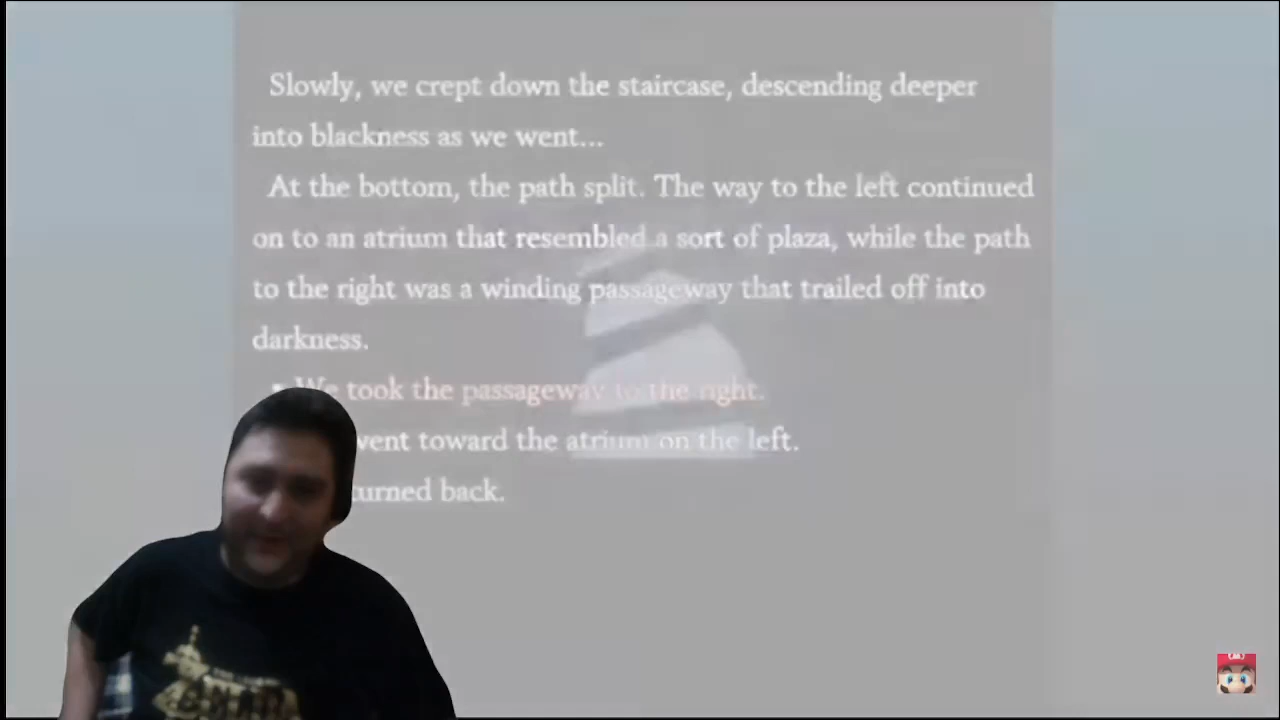 Slowly, we crept down the staircase, descending deeper
into blackness as we went...
At the bottom, the path split. The way to the left continued
on to an atrium that resembled a sort of plaza, while the path
to the right was a winding passageway that trailed off into
darkness.
We took the passageway to the right.
went toward the atrium on the left.
turned back.